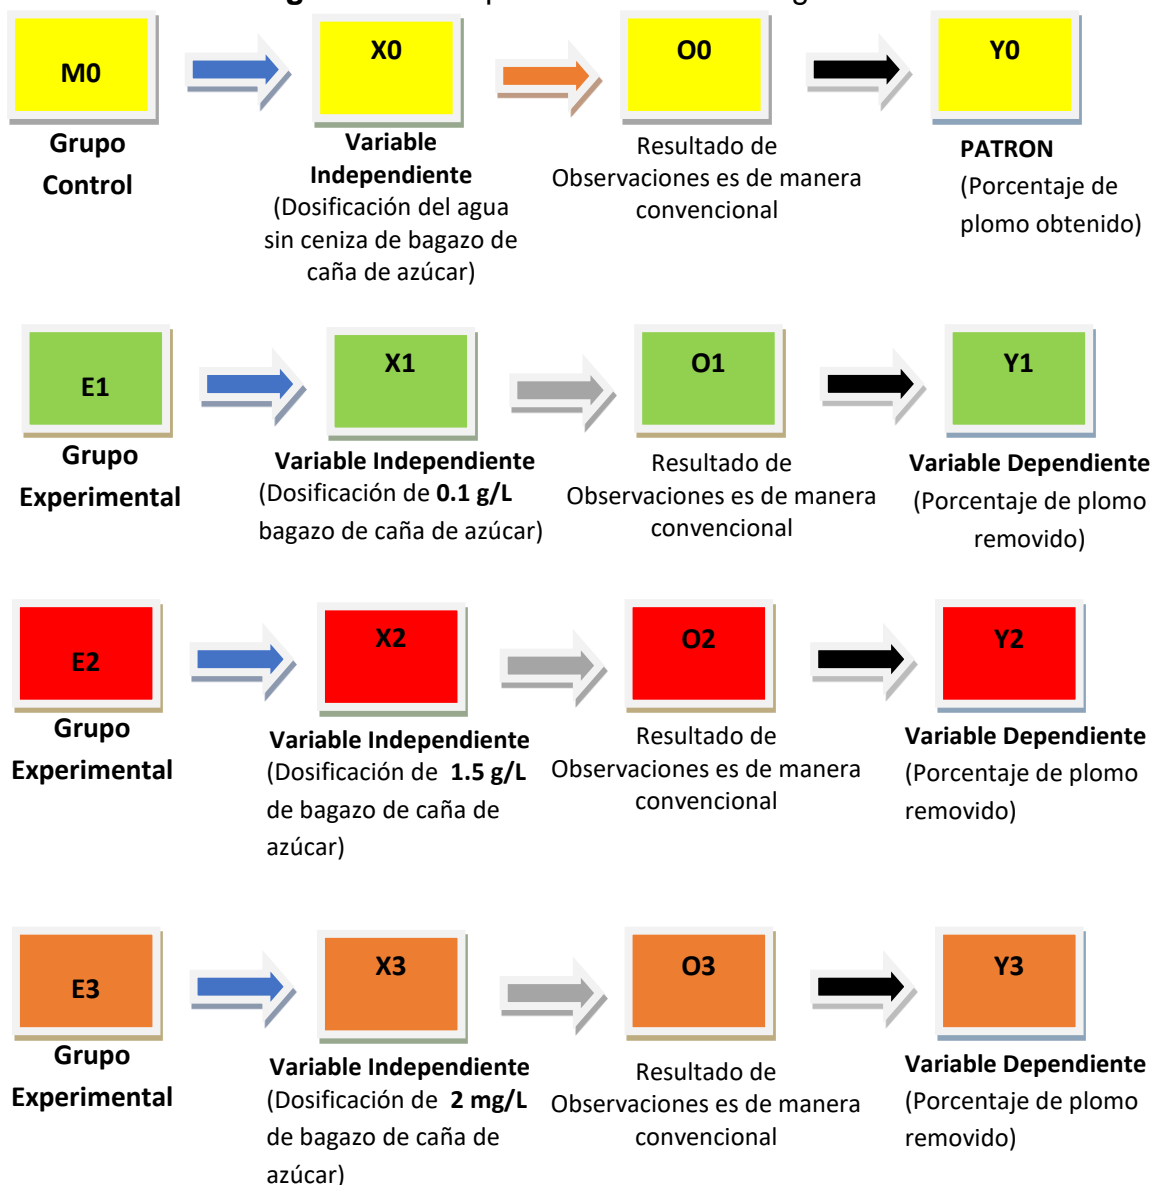 M0
X0
O0
Y0
Grupo
Control
Variable
Independiente
(Dosificación del agua
sin ceniza de bagazo de
caña de azúcar)
Resultado de
Observaciones es de manera
convencional
PATRON
(Porcentaje de
plomo obtenido)
E1
X1
O1
Y1
Grupo
Experimental
Variable Independiente
(Dosificación de 0.1 g/L
bagazo de caña de azúcar)
Resultado de
Observaciones es de manera
convencional
Variable Dependiente
(Porcentaje de plomo
removido)
E2
X2
O2
Y2
Grupo
Experimental
Variable Independiente
(Dosificación de 1.5 g/L
de bagazo de caña de
azúcar)
Resultado de
Observaciones es de manera
convencional
Variable Dependiente
(Porcentaje de plomo
removido)
E3
X3
O3
Y3
Grupo
Experimental
Variable Independiente
(Dosificación de 2 mg/L
de bagazo de caña de
azúcar)
Resultado de
Observaciones es de manera
convencional
Variable Dependiente
(Porcentaje de plomo
removido)